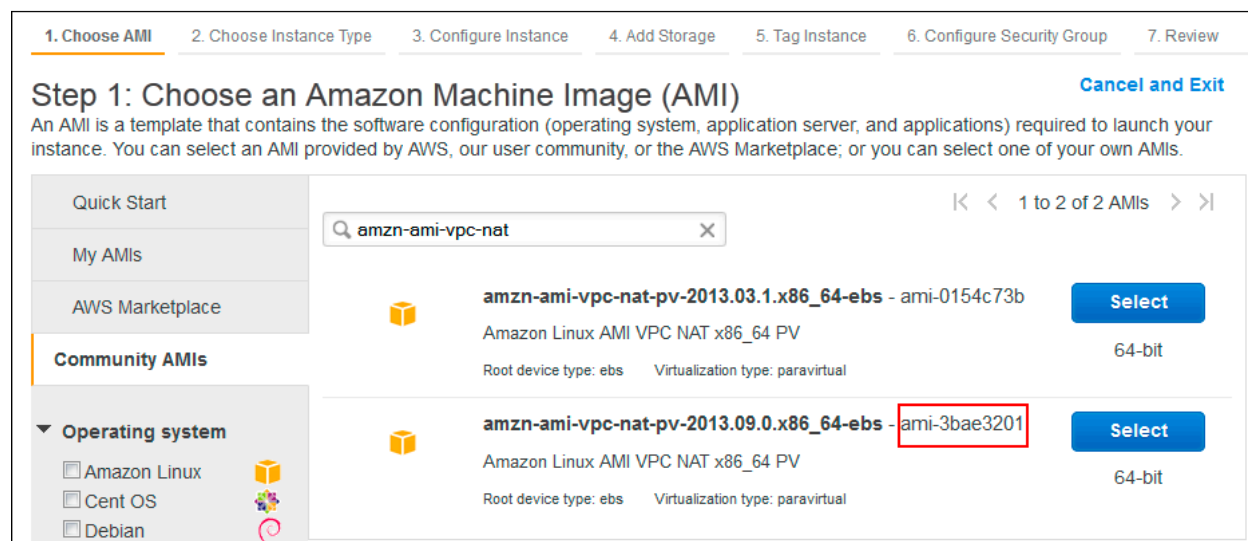 1. Choose AMI 2. Choose Instance Type 3. Configure Instance 4. Add Storage 5. Tag Instance 6. Configure Security Group 7. Review
Step 1: Choose an Amazon Machine Image (AMI)
Cancel and Exit
An AMI is a template that contains the software configuration (operating system, application server, and applications) required to launch your
instance. You can select an AMI provided by AWS, our user community, or the AWS Marketplace; or you can select one of your own AMIs.
Quick Start
My AMIs
AWS Marketplace
Community AMIs
Operating system
Amazon Linux
Cent OS
Debian
1 to 2 of 2 AMIs
amzn-ami-vpc-nat
amzn-ami-vpc-nat-pv-2013.03.1.x86_64-ebs - ami-0154c73b
Select
Amazon Linux AMI VPC NAT x86_64 PV
64-bit
Root device type: ebs Virtualization type: paravirtual
amzn-ami-vpc-nat-pv-2013.09.0.x86_64-ebs - ami-3bae3201
Select
Amazon Linux AMI VPC NAT x86_64 PV
64-bit
Root device type: ebs Virtualization type: paravirtual